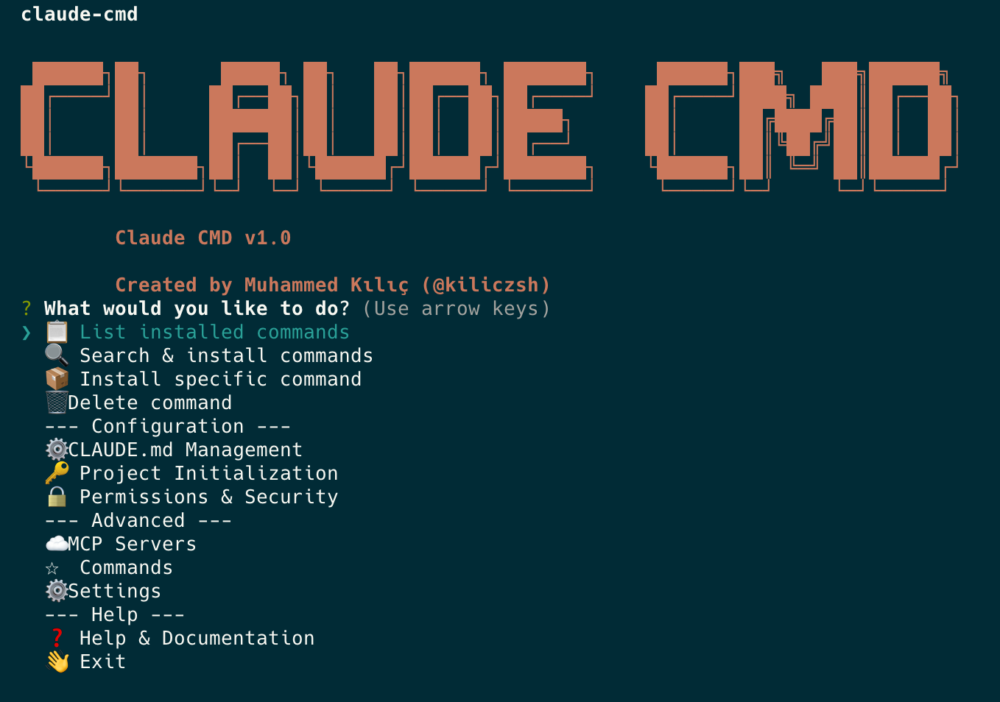 claude-cmd
CLAUDE CMD
Claude CMD v1.0
Created by Muhammed Kılıç (@kiliczsh)
? What would you like to do? (Use arrow keys)
❯ 📋 List installed commands
🔍 Search & install commands
📦 Install specific command
🗑️Delete command
--- Configuration ---
⚙️CLAUDE.md Management
🔑 Project Initialization
🔒 Permissions & Security
--- Advanced ---
☁️MCP Servers
☆ Commands
⚙️Settings
--- Help ---
❓ Help & Documentation
👋 Exit